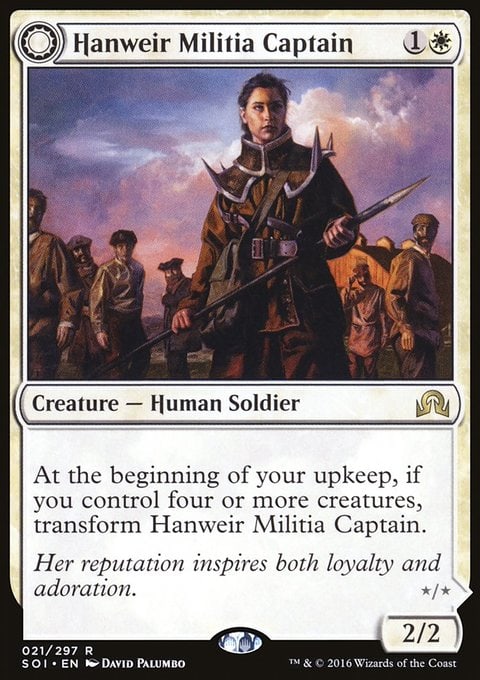 Hanweir Militia Captain 1
Creature — Human Soldier
At the beginning of your upkeep, if
you control four or more creatures,
transform Hanweir Militia Captain.
Her reputation inspires both loyalty and
adoration.
*/*
2/2
021/297 R
SOI • EN DAVID PALUMBO
™ & © 2016 Wizards of the Coast